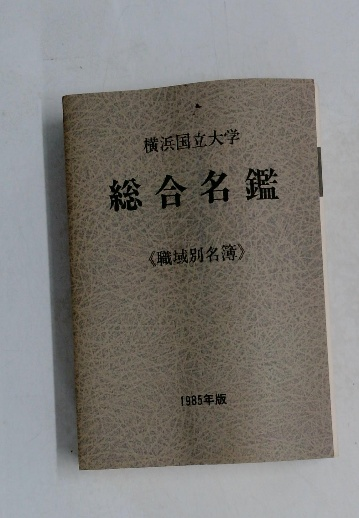 横浜国立大学
総合名鑑
《職域別名簿》
1985年版